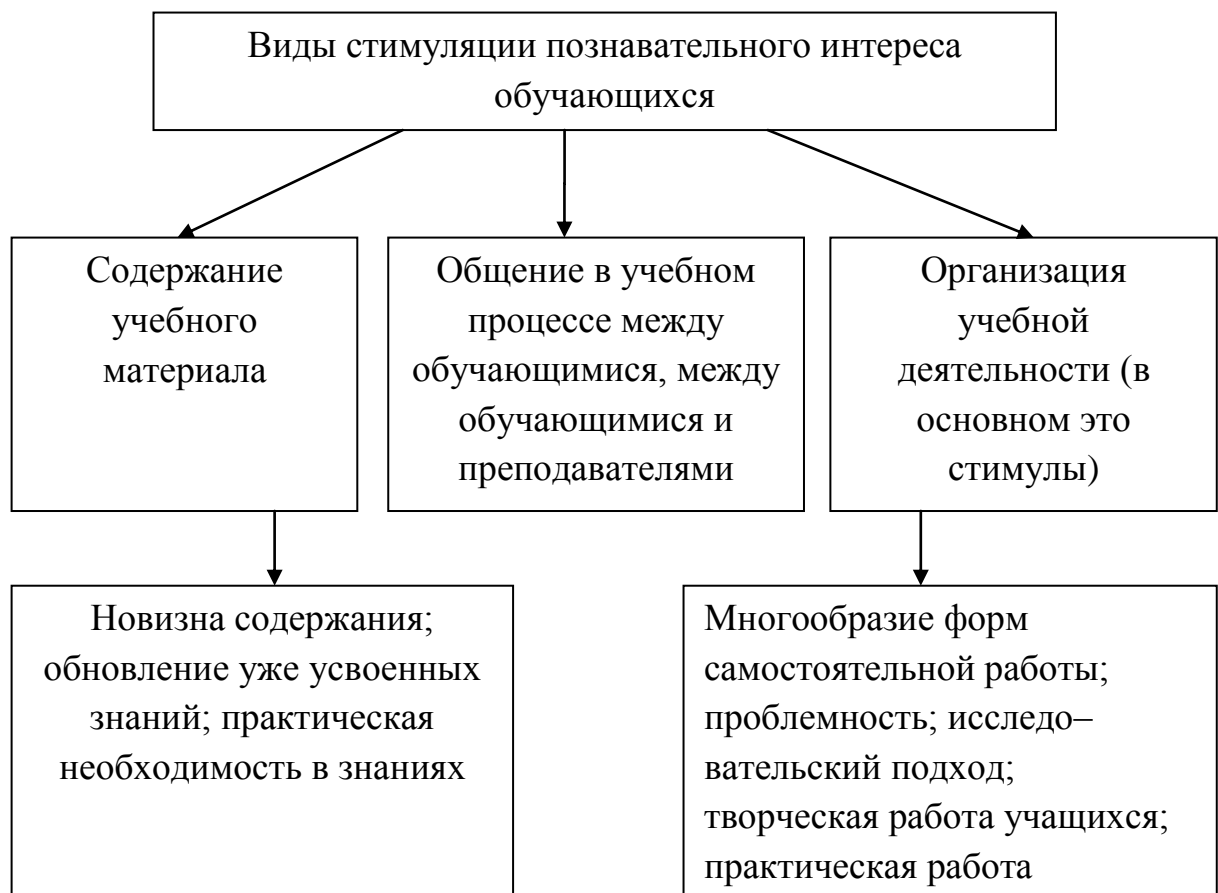 Виды стимуляции познавательного интереса
обучающихся
Содержание
учебного
материала
Общение в учебном
процессе между
обучающимися, между
обучающимися и
преподавателями
Организация
учебной
деятельности (в
основном это
стимулы)
Новизна содержания;
обновление уже усвоенных
знаний; практическая
необходимость в знаниях
Многообразие форм
самостоятельной работы;
проблемность; исследо–
вательский подход;
творческая работа учащихся;
практическая работа